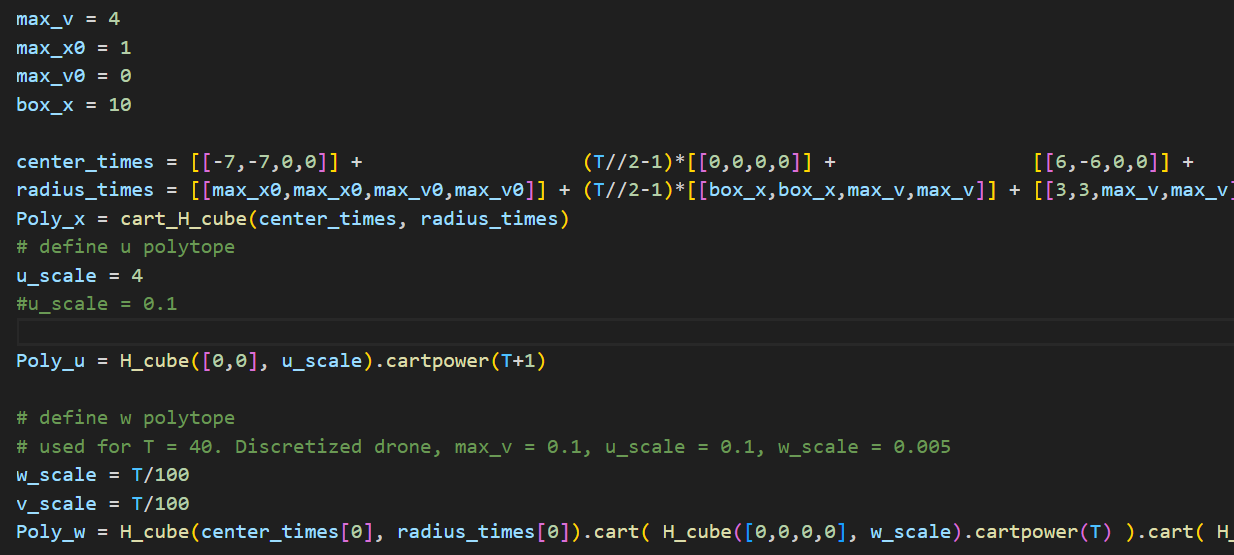 max_v = 4
max_x0 = 1
max_v0 = 0
box_x = 10
center_times = [[-7,-7,0,0]] + (T//2-1)*[[0,0,0,0]] + [[6,-6,0,0]] +
radius_times = [[max_x0,max_x0,max_v0,max_v0]] + (T//2-1)*[[box_x,box_x,max_v,max_v]] + [[3,3,max_v,max_v]
Poly_x = cart_H_cube(center_times, radius_times)
# define u polytope
u_scale = 4
#u_scale = 0.1
Poly_u = H_cube([0,0], u_scale).cartpower(T+1)
# define w polytope
# used for T = 40. Discretized drone, max_v = 0.1, u_scale = 0.1, w_scale = 0.005
w_scale = T/100
v_scale = T/100
Poly_w = H_cube(center_times[0], radius_times[0]).cart( H_cube([0,0,0,0], w_scale).cartpower(T) ).cart( H_